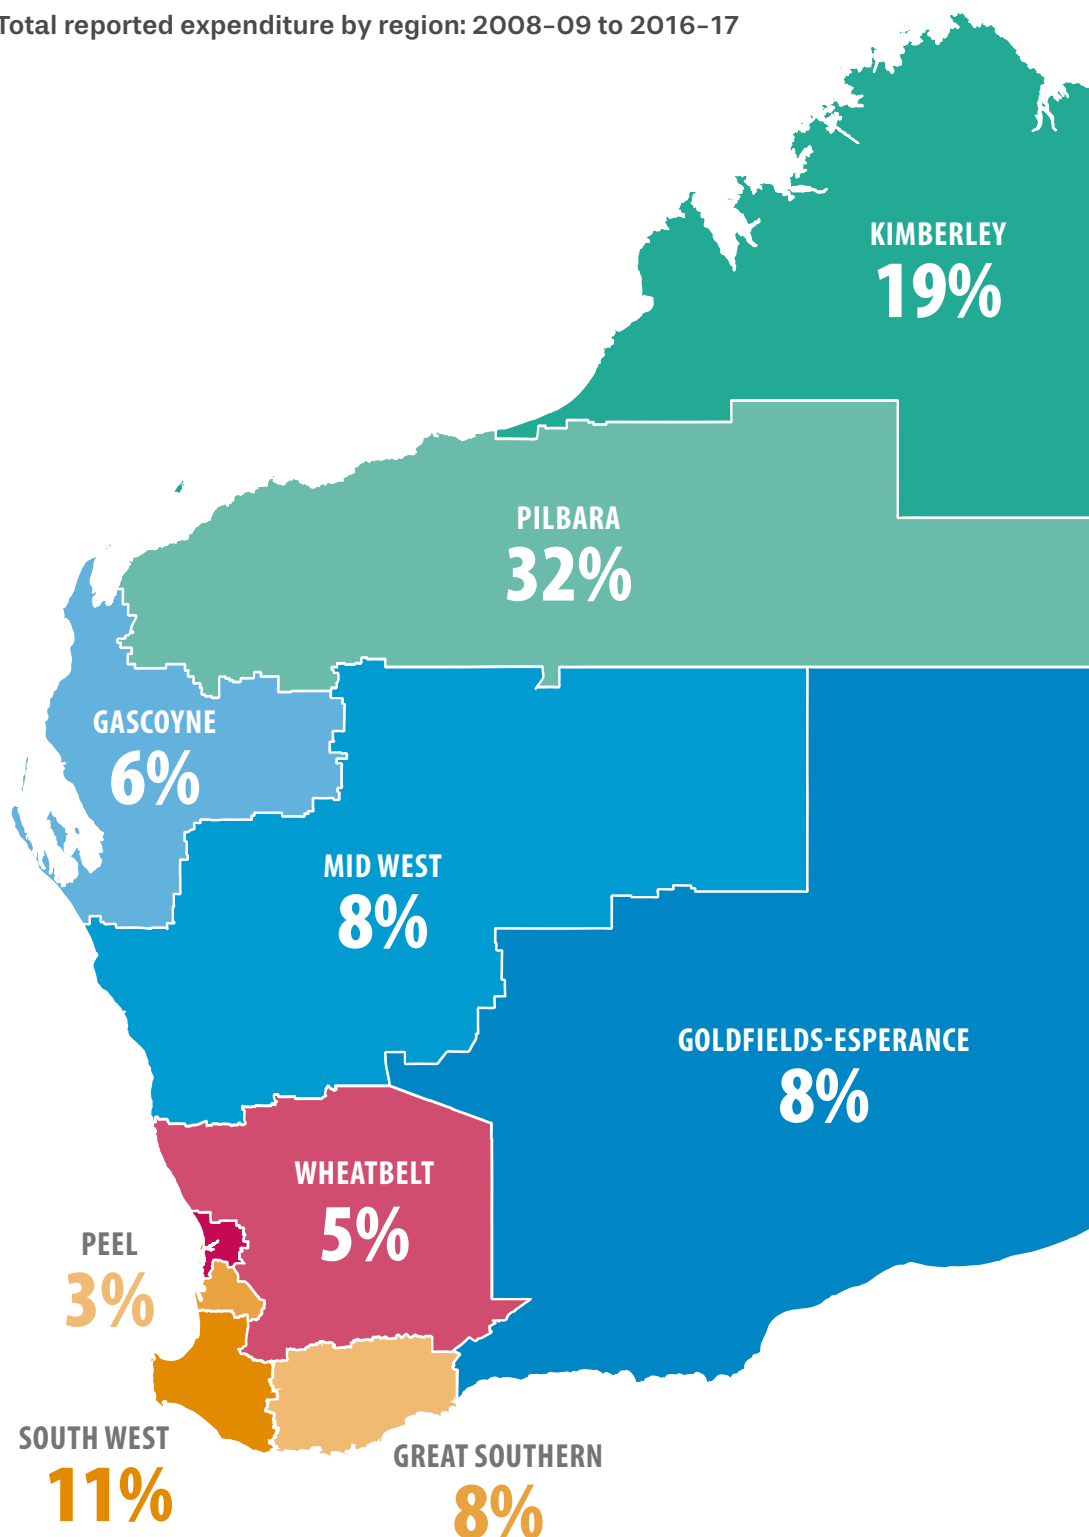 Total reported expenditure by region: 2008–09 to 2016–17
KIMBERLEY
19%
PILBARA
32%
GASCOYNE
6%
MID WEST
8%
GOLDFIELDS-ESPERANCE
8%
WHEATBELT
5%
PEEL
3%
SOUTH WEST
11%
GREAT SOUTHERN
8%